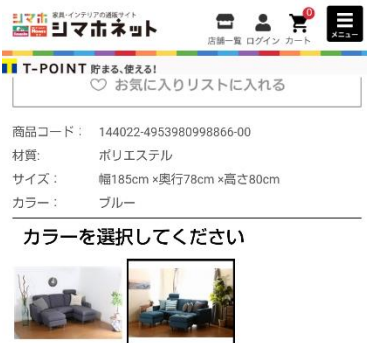 家具・インテリアの通販サイト
シマホ シマホネット
店舗一覧 ログイン カート 0 メニュー
T-POINT 貯まる、使える!
♡ お気に入りリストに入れる
商品コード: 144022-4953980998866-00
材質: ポリエステル
サイズ: 幅185cm ×奥行78cm ×高さ80cm
カラー: ブルー
カラーを選択してください